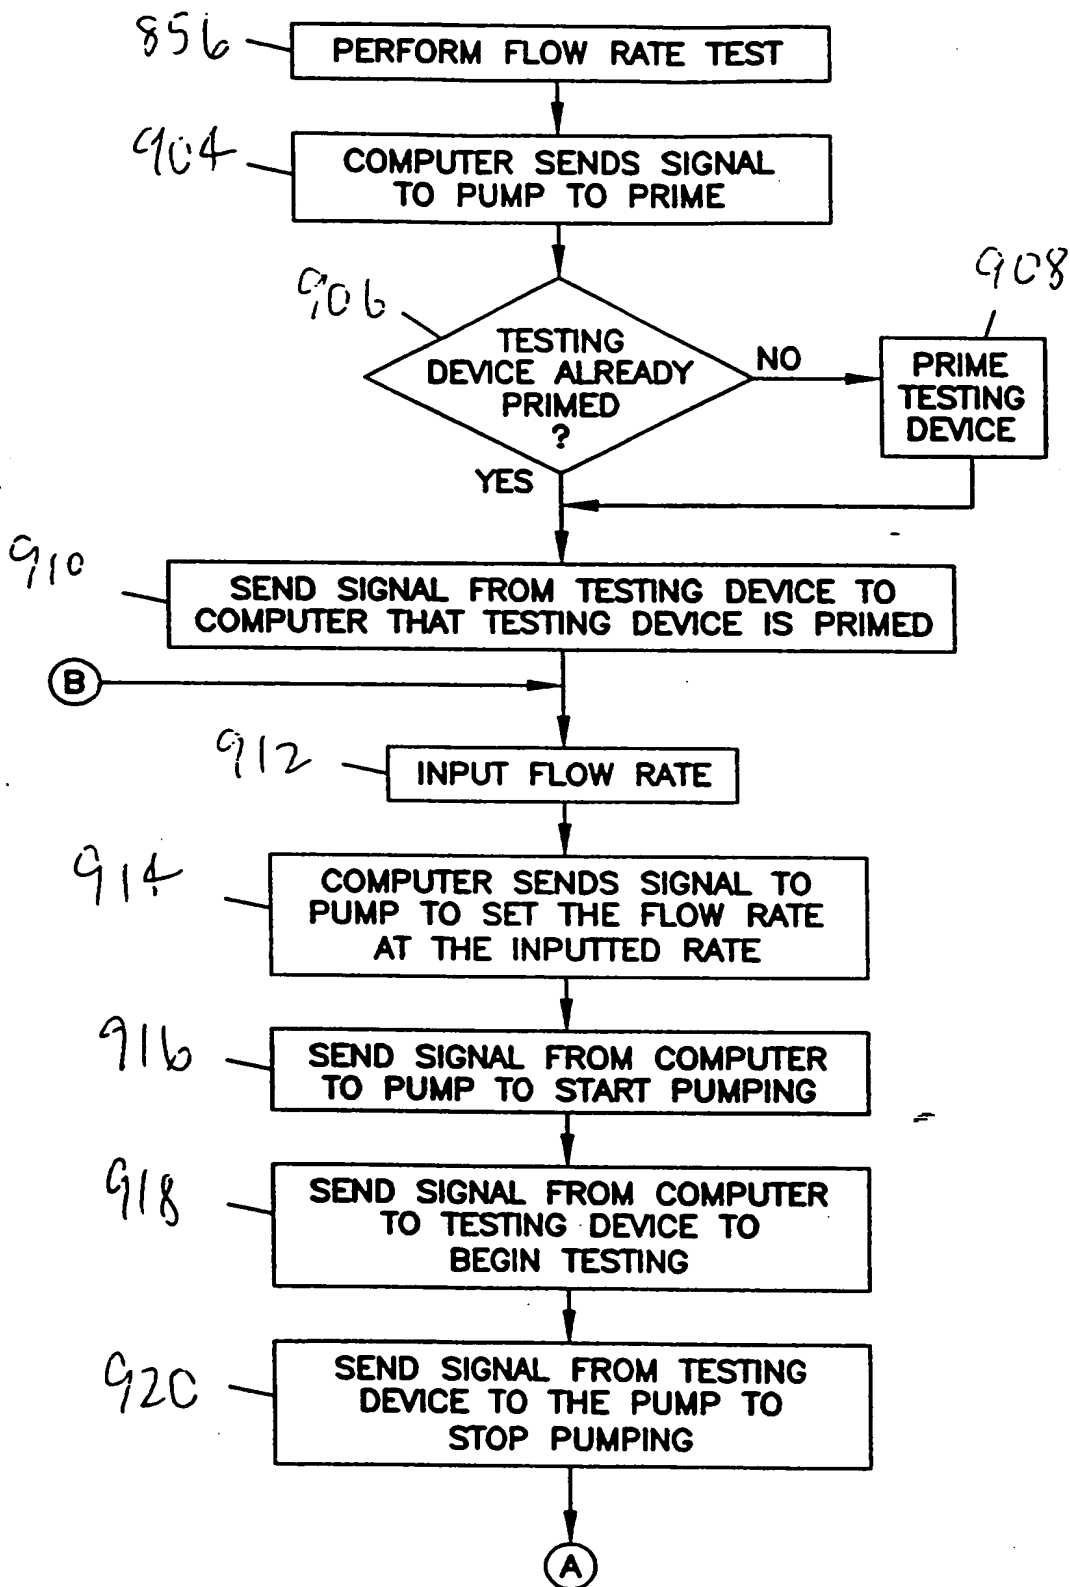 856
PERFORM FLOW RATE TEST
904
COMPUTER SENDS SIGNAL
TO PUMP TO PRIME
906
TESTING
DEVICE ALREADY
PRIMED
?
NO
908
PRIME
TESTING
DEVICE
YES
910
SEND SIGNAL FROM TESTING DEVICE TO
COMPUTER THAT TESTING DEVICE IS PRIMED
B
912
INPUT FLOW RATE
914
COMPUTER SENDS SIGNAL TO
PUMP TO SET THE FLOW RATE
AT THE INPUTTED RATE
916
SEND SIGNAL FROM COMPUTER
TO PUMP TO START PUMPING
918
SEND SIGNAL FROM COMPUTER
TO TESTING DEVICE TO
BEGIN TESTING
920
SEND SIGNAL FROM TESTING
DEVICE TO THE PUMP TO
STOP PUMPING
A